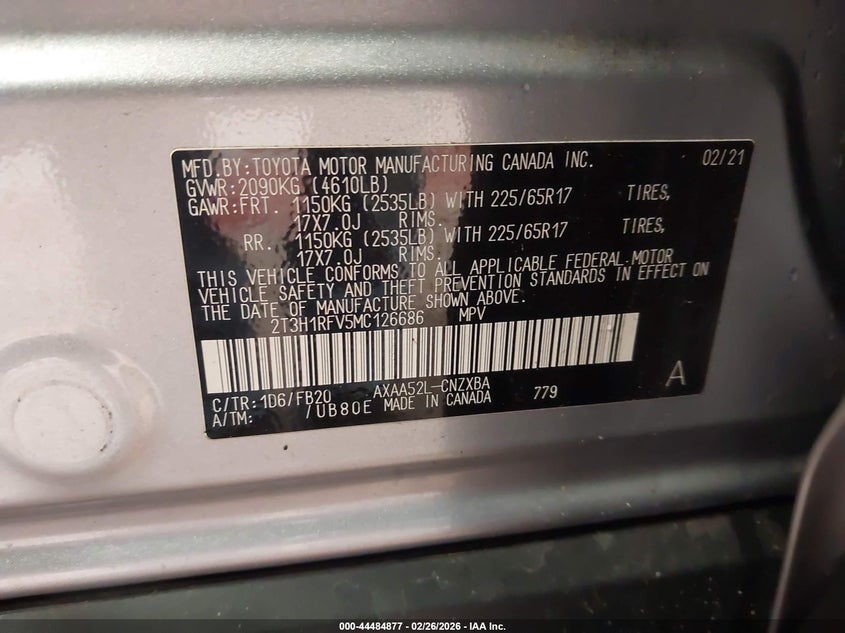 MFD.BY:TOYOTA MOTOR MANUFACTURING CANADA INC. 02/21
GVWR:2090KG (4610LB)
GAWR:FRT. 1150KG (2535LB) WITH 225/65R17 TIRES,
17X7.0J RIMS.
RR. 1150KG (2535LB) WITH 225/65R17 TIRES,
17X7.0J RIMS.
THIS VEHICLE CONFORMS TO ALL APPLICABLE FEDERAL MOTOR
VEHICLE SAFETY AND THEFT PREVENTION STANDARDS IN EFFECT ON
THE DATE OF MANUFACTURE SHOWN ABOVE.
2T3H1RFV5MC126686 MPV
C/TR:1D6/FB20 AXAA52L-CNZXBA 779 A
A/TM: /UB80E MADE IN CANADA
000-44484877 - 02/26/2026 - IAA Inc.